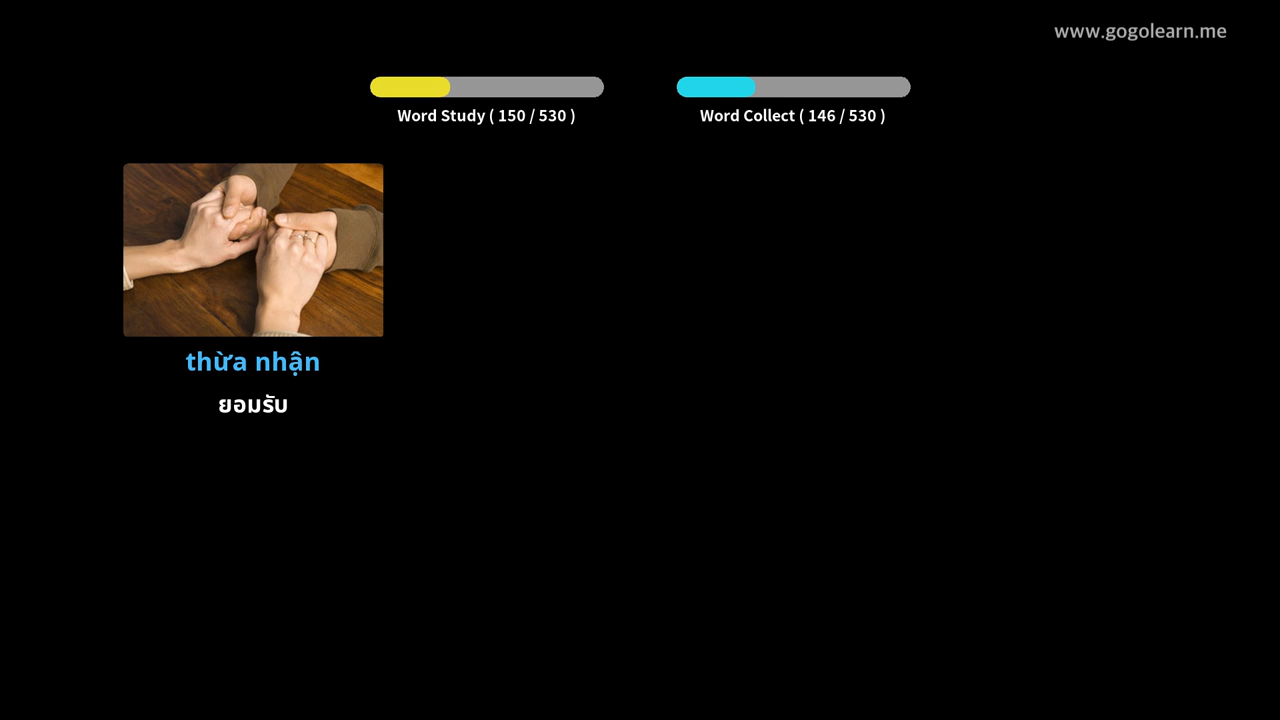 www.gogolearn.me
Word Study ( 150 / 530 )
Word Collect ( 146 / 530 )
thừa nhận
ยอมรับ